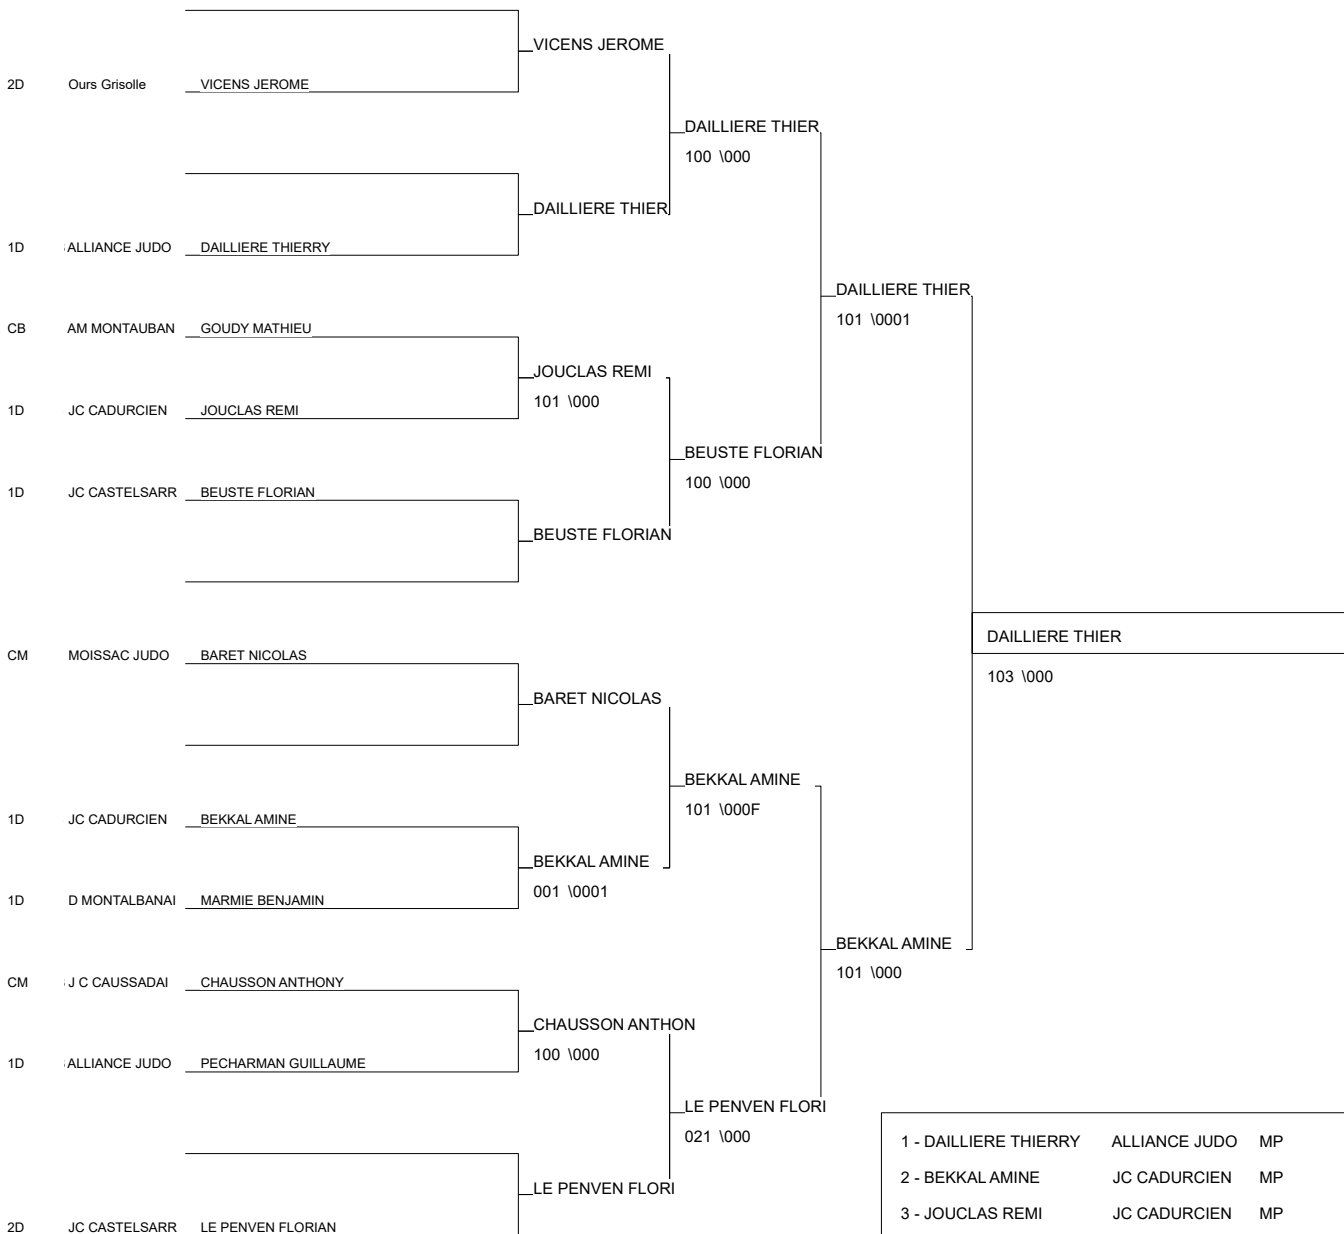 VICENS JEROME
2D Ours Grisolle VICENS JEROME
DAILLIERE THIER
100 \000
DAILLIERE THIER
1D ALLIANCE JUDO DAILLIERE THIERRY
DAILLIERE THIER
101 \0001
CB AM MONTAUBAN GOUDY MATHIEU
JOUCLAS REMI
101 \000
1D JC CADURCIEN JOUCLAS REMI
BEUSTE FLORIAN
100 \000
1D JC CASTELSARR BEUSTE FLORIAN
BEUSTE FLORIAN
DAILLIERE THIER
103 \000
CM MOISSAC JUDO BARET NICOLAS
BARET NICOLAS
BEKKAL AMINE
101 \000F
1D JC CADURCIEN BEKKAL AMINE
BEKKAL AMINE
001 \0001
1D D MONTALBANAI MARMIE BENJAMIN
BEKKAL AMINE
101 \000
CM J C CAUSSADAI CHAUSSON ANTHONY
CHAUSSON ANTHON
100 \000
1D ALLIANCE JUDO PECHARMAN GUILLAUME
LE PENVEN FLORI
021 \000
LE PENVEN FLORI
2D JC CASTELSARR LE PENVEN FLORIAN
1 - DAILLIERE THIERRY ALLIANCE JUDO MP
2 - BEKKAL AMINE JC CADURCIEN MP
3 - JOUCLAS REMI JC CADURCIEN MP